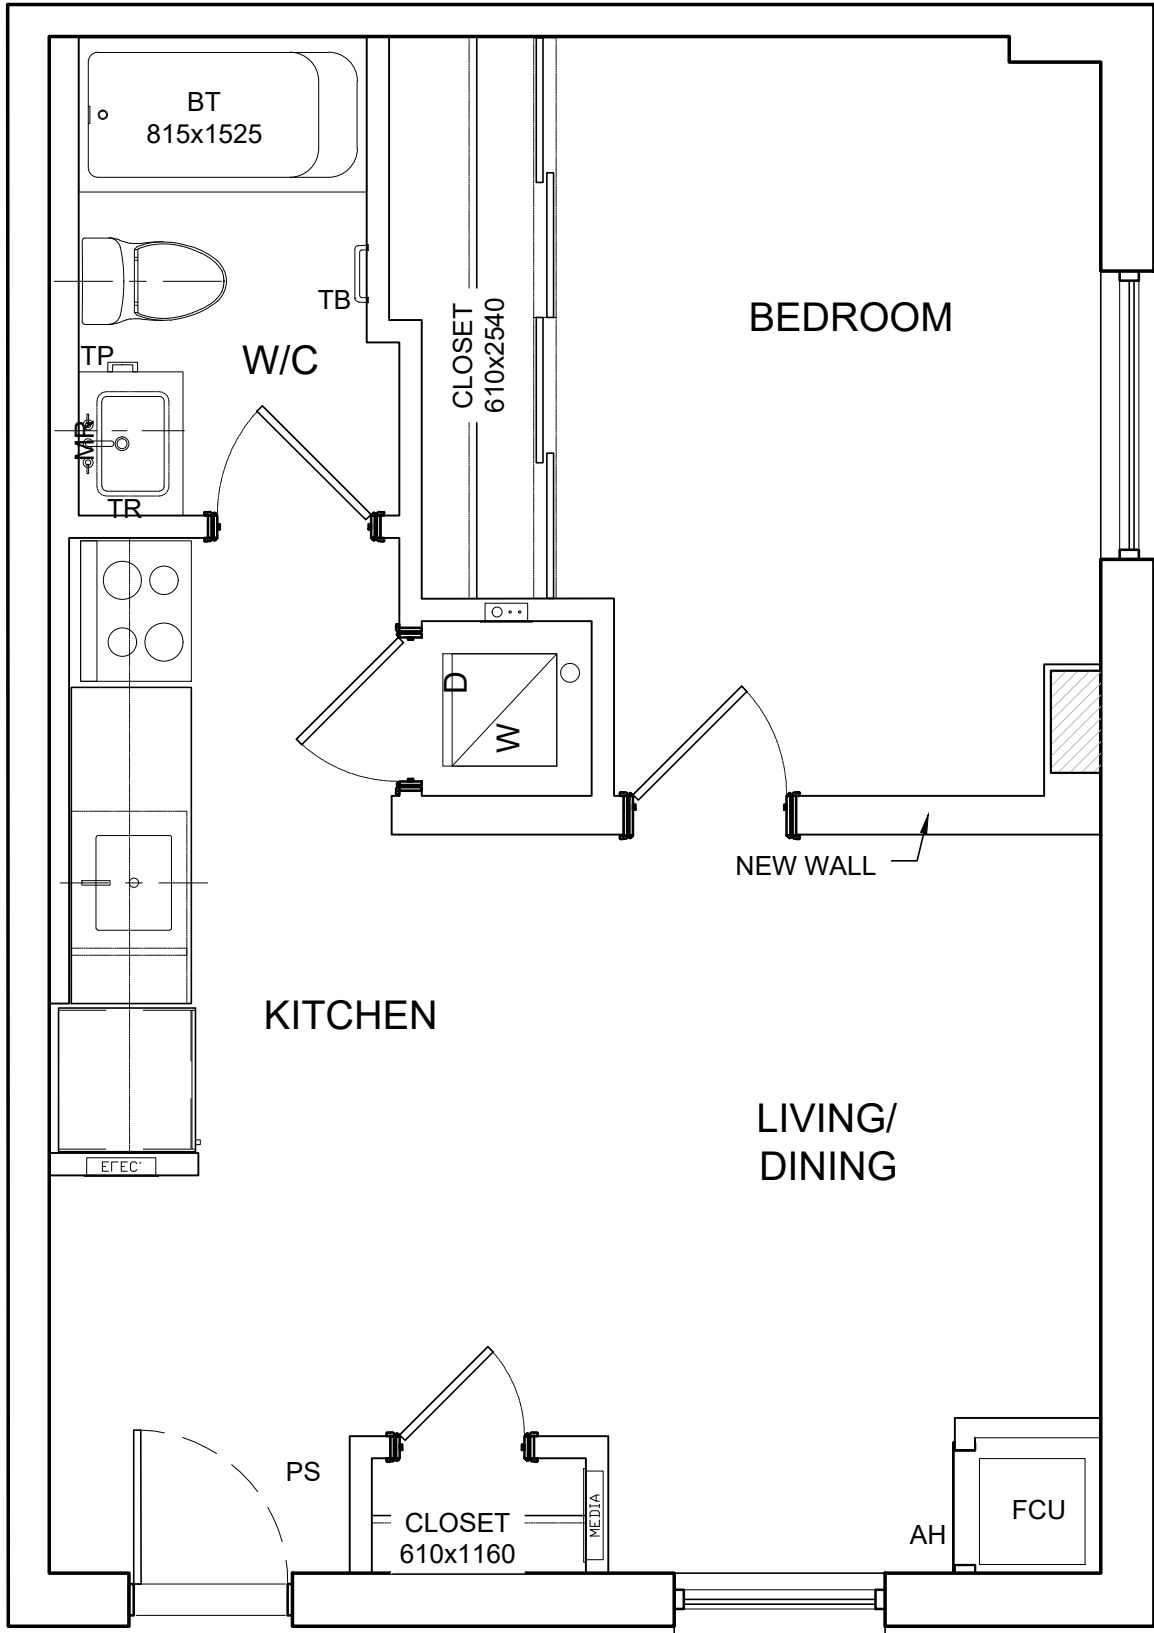 BT
815x1525
TB
TP
W/C
MR
TR
CLOSET
610x2540
BEDROOM
D
W
NEW WALL
KITCHEN
LIVING/
DINING
PS
CLOSET
610x1160
MEDIA
AH
FCU